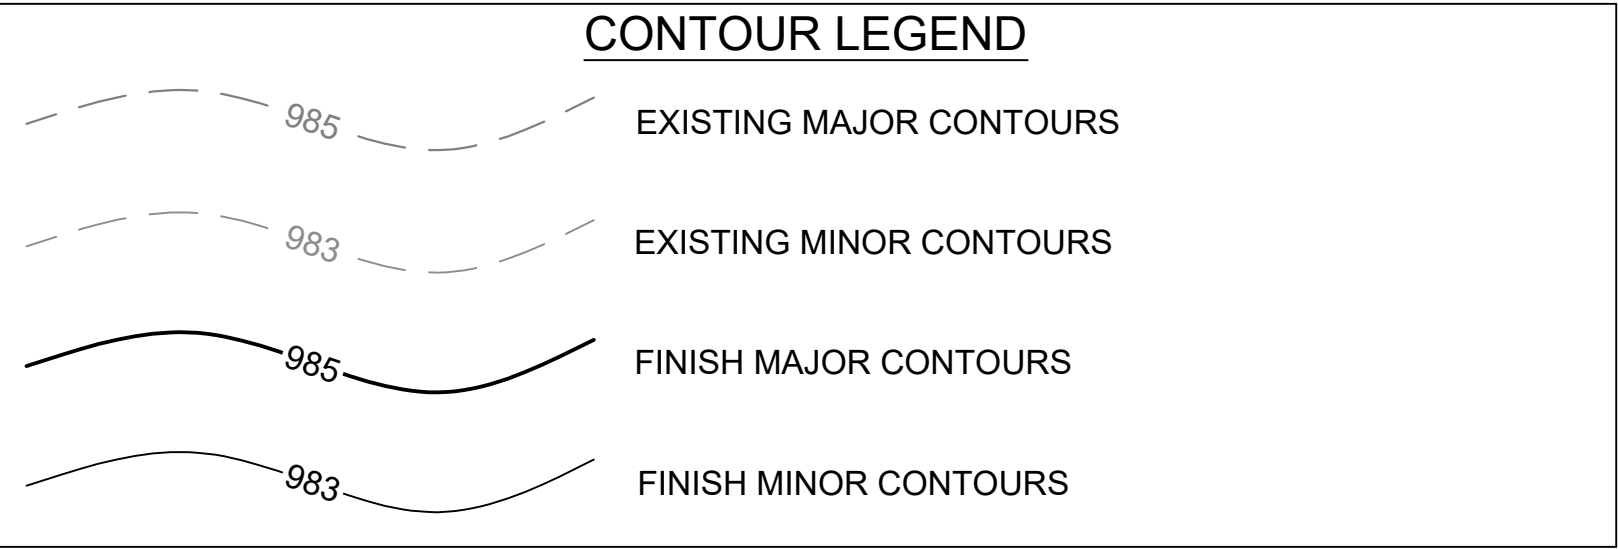 CONTOUR LEGEND
985 EXISTING MAJOR CONTOURS
983 EXISTING MINOR CONTOURS
985 FINISH MAJOR CONTOURS
983 FINISH MINOR CONTOURS